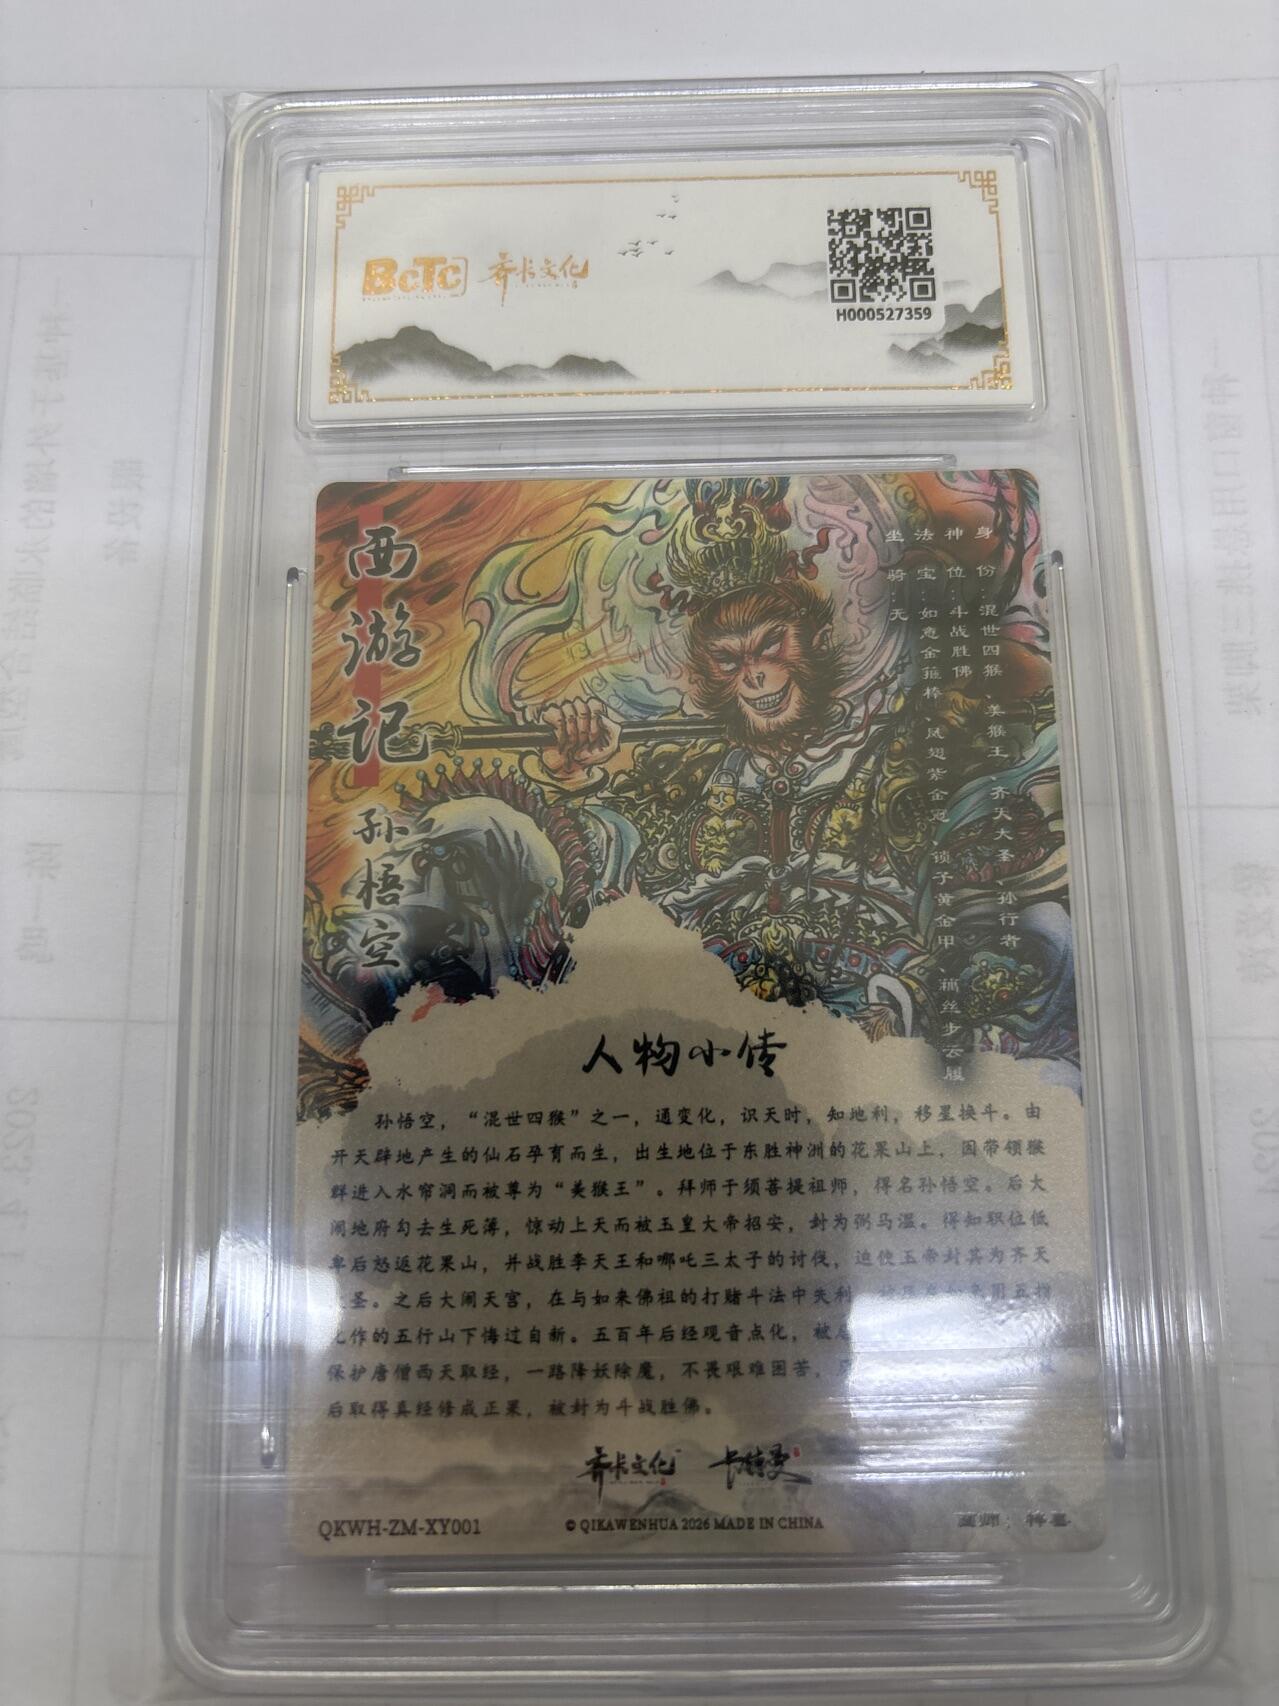 BcTc 齐卡文化
H000527359
西游记
孙悟空
身份：混世四猴、美猴王、齐天大圣、孙行者
神位：斗战胜佛
法宝：如意金箍棒、凤翅紫金冠、锁子黄金甲、藕丝步云履
坐骑：无
人物小传
孙悟空，“混世四猴”之一，通变化，识天时，知地利，移星换斗。由
开天辟地产生的仙石孕育而生，出生地位于东胜神洲的花果山上，因带领猴
群进入水帘洞而被尊为“美猴王”。拜师于须菩提祖师，得名孙悟空。后大
闹地府勾去生死薄，惊动上天而被玉皇大帝招安，封为弼马温。得知职位低
卑后怒返花果山，并战胜李天王和哪吒三太子的讨伐，迫使玉帝封其为齐天
圣。之后大闹天宫，在与如来佛祖的打赌斗法中失利
作的五行山下悔过自新。五百年后经观音点化，被
保护唐僧西天取经，一路降妖除魔，不畏艰难困苦，
后取得真经修成正果，被封为斗战胜佛。
齐卡文化 卡特曼
QKWH-ZM-XY001
© QIKAWENHUA 2026 MADE IN CHINA
画师：